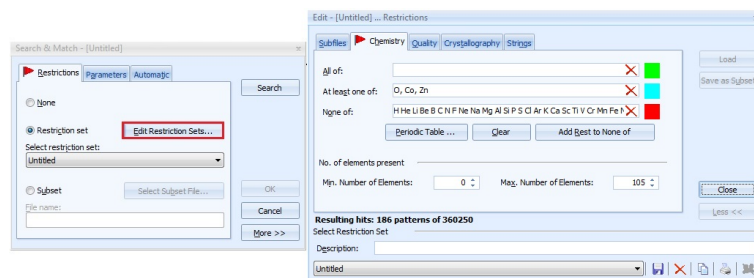 Search & Match - [Untitled]
Restrictions Parameters Automatic
Search
None
Restriction set Edit Restriction Sets...
Select restriction set:
Untitled
Subset Select Subset File... OK
File name:
Cancel
More >>
Edit - [Untitled] ... Restrictions
Subfiles Chemistry Quality Crystallography Strings
Load
All of:
Save as Subset
At least one of: O, Co, Zn
None of: H He Li Be B C N F Ne Na Mg Al Si P S Cl Ar K Ca Sc Ti V Cr Mn Fe N
Periodic Table ... Clear Add Rest to None of
No. of elements present
Min. Number of Elements: 0 Max. Number of Elements: 105
Close
Less <<
Resulting hits: 186 patterns of 360250
Select Restriction Set
Description:
Untitled